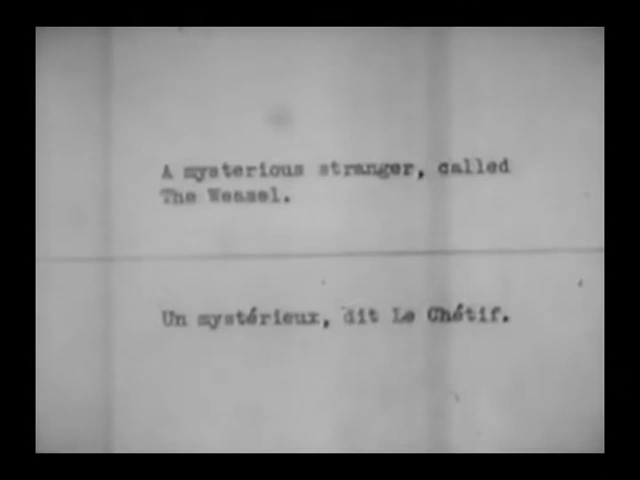 A mysterious stranger, called
The Weasel.
Un mystérieux, dit Le Chétif.